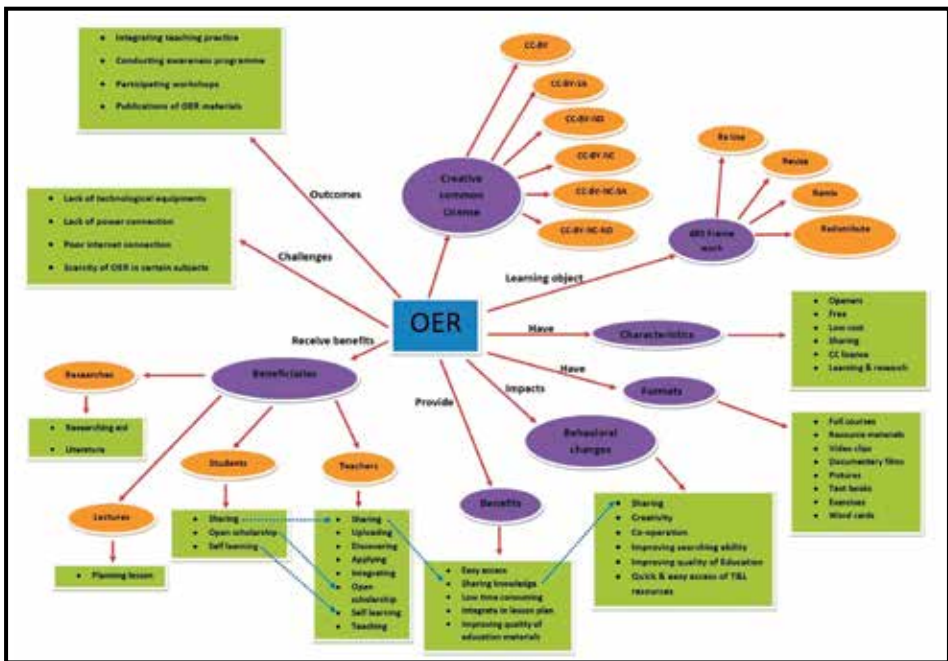 Integrating teaching practice
Conducting awareness programme
Participating workshops
Publications of OER materials
Outcomes
Lack of technological equipments
Lack of power connection
Poor internet connection
Scarcity of OER in certain subjects
Challenges
CC-BY
CC-BY-SA
CC-BY-ND
CC-BY-NC
CC-BY-NC-SA
CC-BY-NC-ND
Creative
common
License
Re Use
Revise
Remix
Redistribute
4RS Frame
work
Learning object
OER
Have
Characteristics
Openers
Free
Low cost
Sharing
CC license
Learning & research
Have
Formats
Full courses
Resource materials
Video clips
Documentary films
Pictures
Text books
Exercises
Word cards
Impacts
Behavioral
changes
Sharing
Creativity
Co-operation
Improving searching ability
Improving quality of Education
Quick & easy access of T&L
resources
Provide
Benefits
Easy access
Sharing knowledge
Low time consuming
Integrate in lesson plan
Improving quality of
education materials
Receive benefits
Beneficiaries
Researches
Researching aid
Literature
Lectures
Planning lesson
Students
Sharing
Open scholarship
Self learning
Teachers
Sharing
Uploading
Discovering
Applying
Integrating
Open
scholarship
Self learning
Teaching